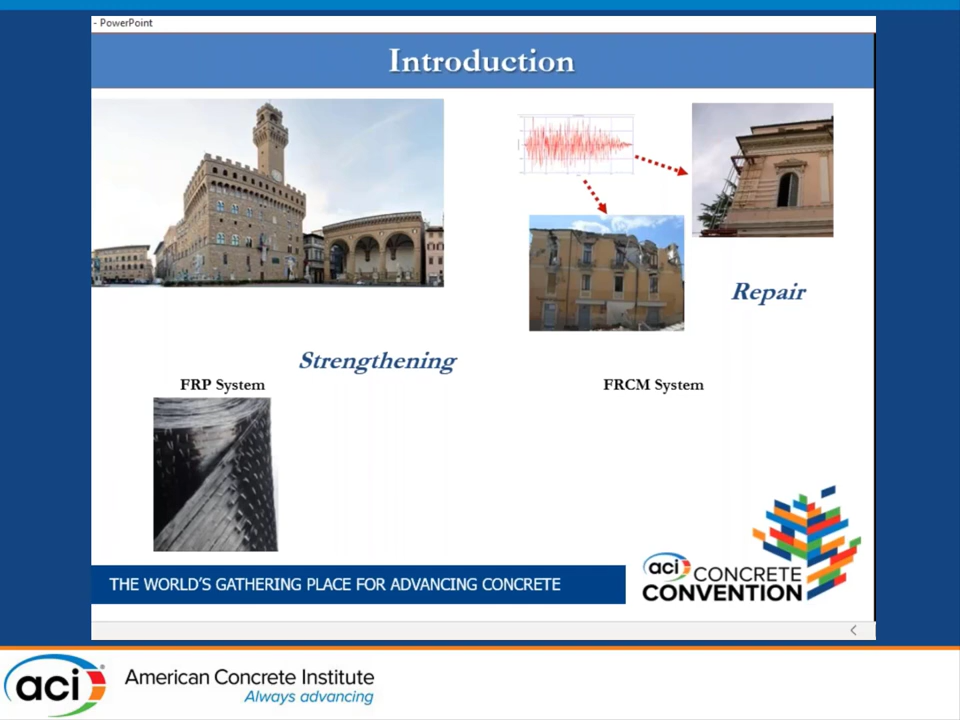 - PowerPoint
Introduction
Repair
Strengthening
FRP System
FRCM System
THE WORLD'S GATHERING PLACE FOR ADVANCING CONCRETE
aci CONCRETE
CONVENTION
aci
American Concrete Institute
Always advancing